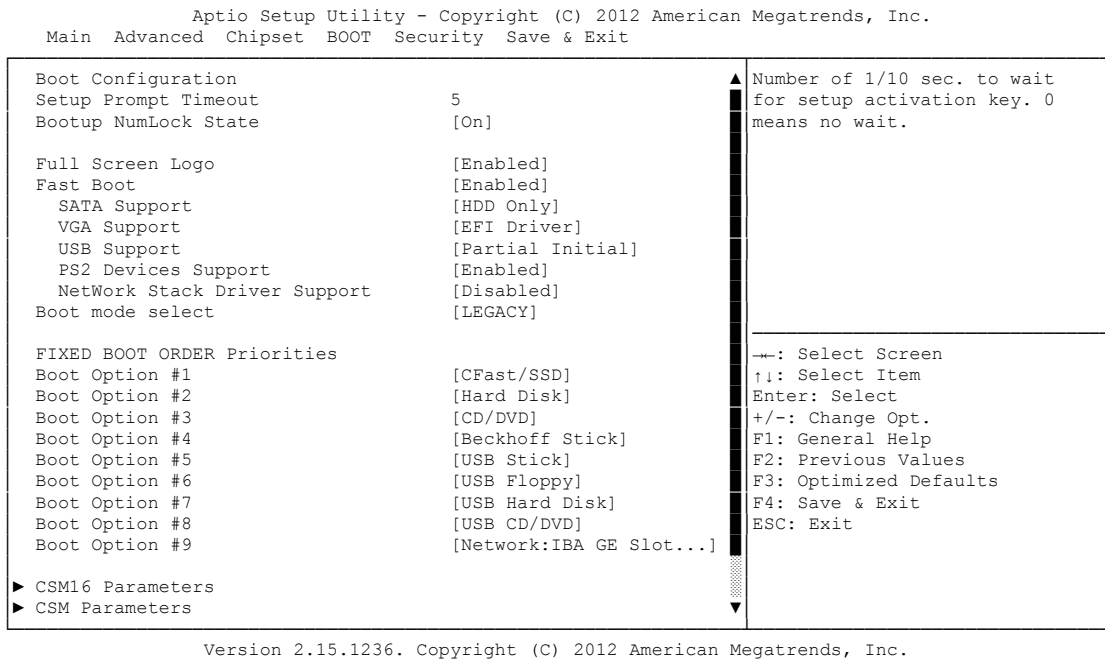 Aptio Setup Utility - Copyright (C) 2012 American Megatrends, Inc.
Main Advanced Chipset BOOT Security Save & Exit
Boot Configuration
Setup Prompt Timeout 5
Bootup NumLock State [On]
Full Screen Logo [Enabled]
Fast Boot [Enabled]
SATA Support [HDD Only]
VGA Support [EFI Driver]
USB Support [Partial Initial]
PS2 Devices Support [Enabled]
NetWork Stack Driver Support [Disabled]
Boot mode select [LEGACY]
FIXED BOOT ORDER Priorities
Boot Option #1 [CFast/SSD]
Boot Option #2 [Hard Disk]
Boot Option #3 [CD/DVD]
Boot Option #4 [Beckhoff Stick]
Boot Option #5 [USB Stick]
Boot Option #6 [USB Floppy]
Boot Option #7 [USB Hard Disk]
Boot Option #8 [USB CD/DVD]
Boot Option #9 [Network:IBA GE Slot...]
► CSM16 Parameters
► CSM Parameters
Number of 1/10 sec. to wait
for setup activation key. 0
means no wait.
→←: Select Screen
↑↓: Select Item
Enter: Select
+/-: Change Opt.
F1: General Help
F2: Previous Values
F3: Optimized Defaults
F4: Save & Exit
ESC: Exit
Version 2.15.1236. Copyright (C) 2012 American Megatrends, Inc.